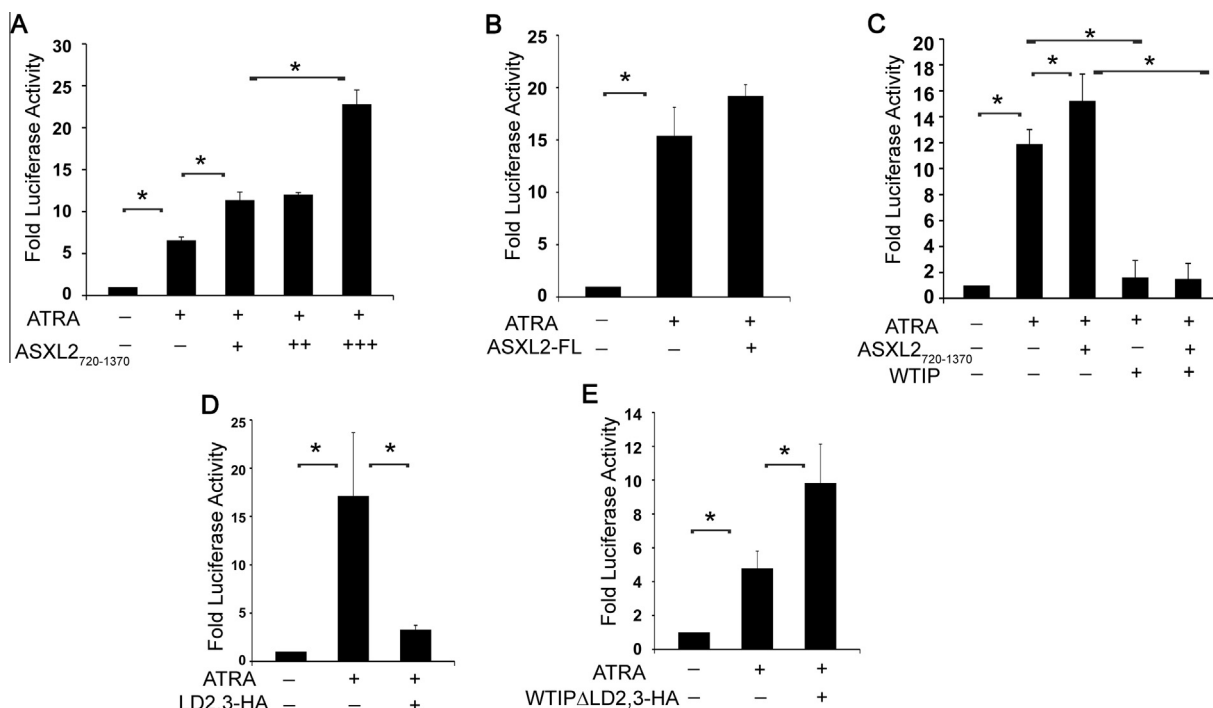 A
Fold Luciferase Activity
30
25
20
15
10
5
0
* * *
ATRA – + + + +
ASXL2720-1370 – – + ++ +++
B
Fold Luciferase Activity
25
20
15
10
5
0
*
ATRA – + +
ASXL2-FL – – +
C
Fold Luciferase Activity
20
18
16
14
12
10
8
6
4
2
0
* * * *
ATRA – + + + +
ASXL2720-1370 – – + – +
WTIP – – – + +
D
Fold Luciferase Activity
25
20
15
10
5
0
* *
ATRA – + +
LD2,3-HA – – +
E
Fold Luciferase Activity
14
12
10
8
6
4
2
0
* *
ATRA – + +
WTIPΔLD2,3-HA – – +